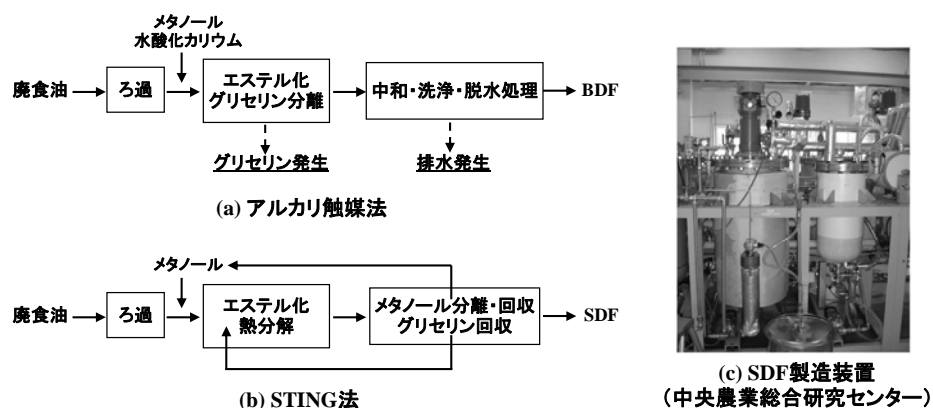 メタノール
水酸化カリウム
廃食油
ろ過
エステル化
グリセリン分離
中和・洗浄・脱水処理
BDF
グリセリン発生
排水発生
(a) アルカリ触媒法
メタノール
廃食油
ろ過
エステル化
熱分解
メタノール分離・回収
グリセリン回収
SDF
(b) STING法
(c) SDF製造装置
（中央農業総合研究センター）